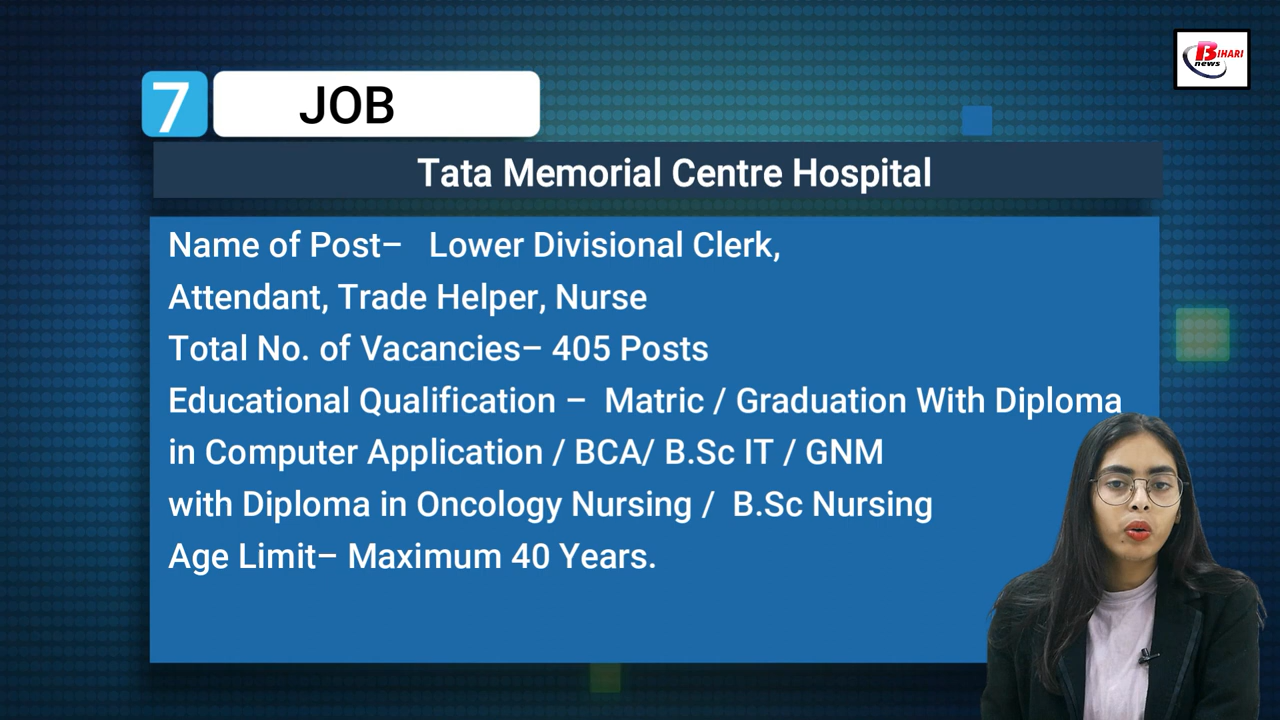 BIHARI
news
7 JOB
Tata Memorial Centre Hospital
Name of Post– Lower Divisional Clerk,
Attendant, Trade Helper, Nurse
Total No. of Vacancies– 405 Posts
Educational Qualification – Matric / Graduation With Diploma
in Computer Application / BCA/ B.Sc IT / GNM
with Diploma in Oncology Nursing / B.Sc Nursing
Age Limit– Maximum 40 Years.